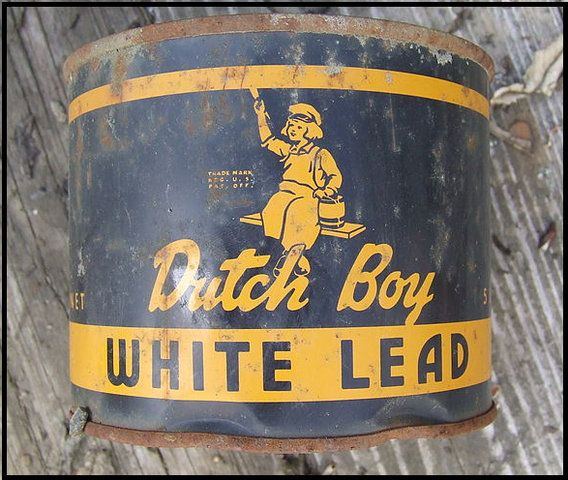 TRADE MARK
REG. U. S.
PAT. OFF.
Dutch Boy
NET
WHITE LEAD